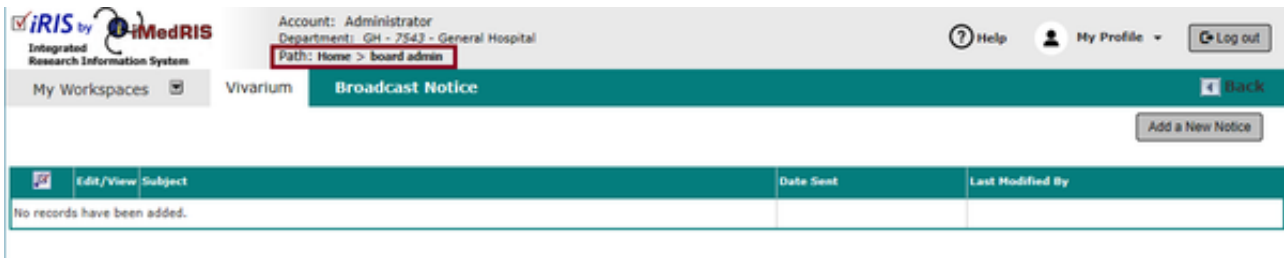 iRIS by iMedRIS
Integrated
Research Information System
Account: Administrator
Department: GH - 7543 - General Hospital
Path: Home > board admin
Help
My Profile
Log out
My Workspaces
Vivarium
Broadcast Notice
Back
Add a New Notice
Edit/View Subject Date Sent Last Modified By
No records have been added.